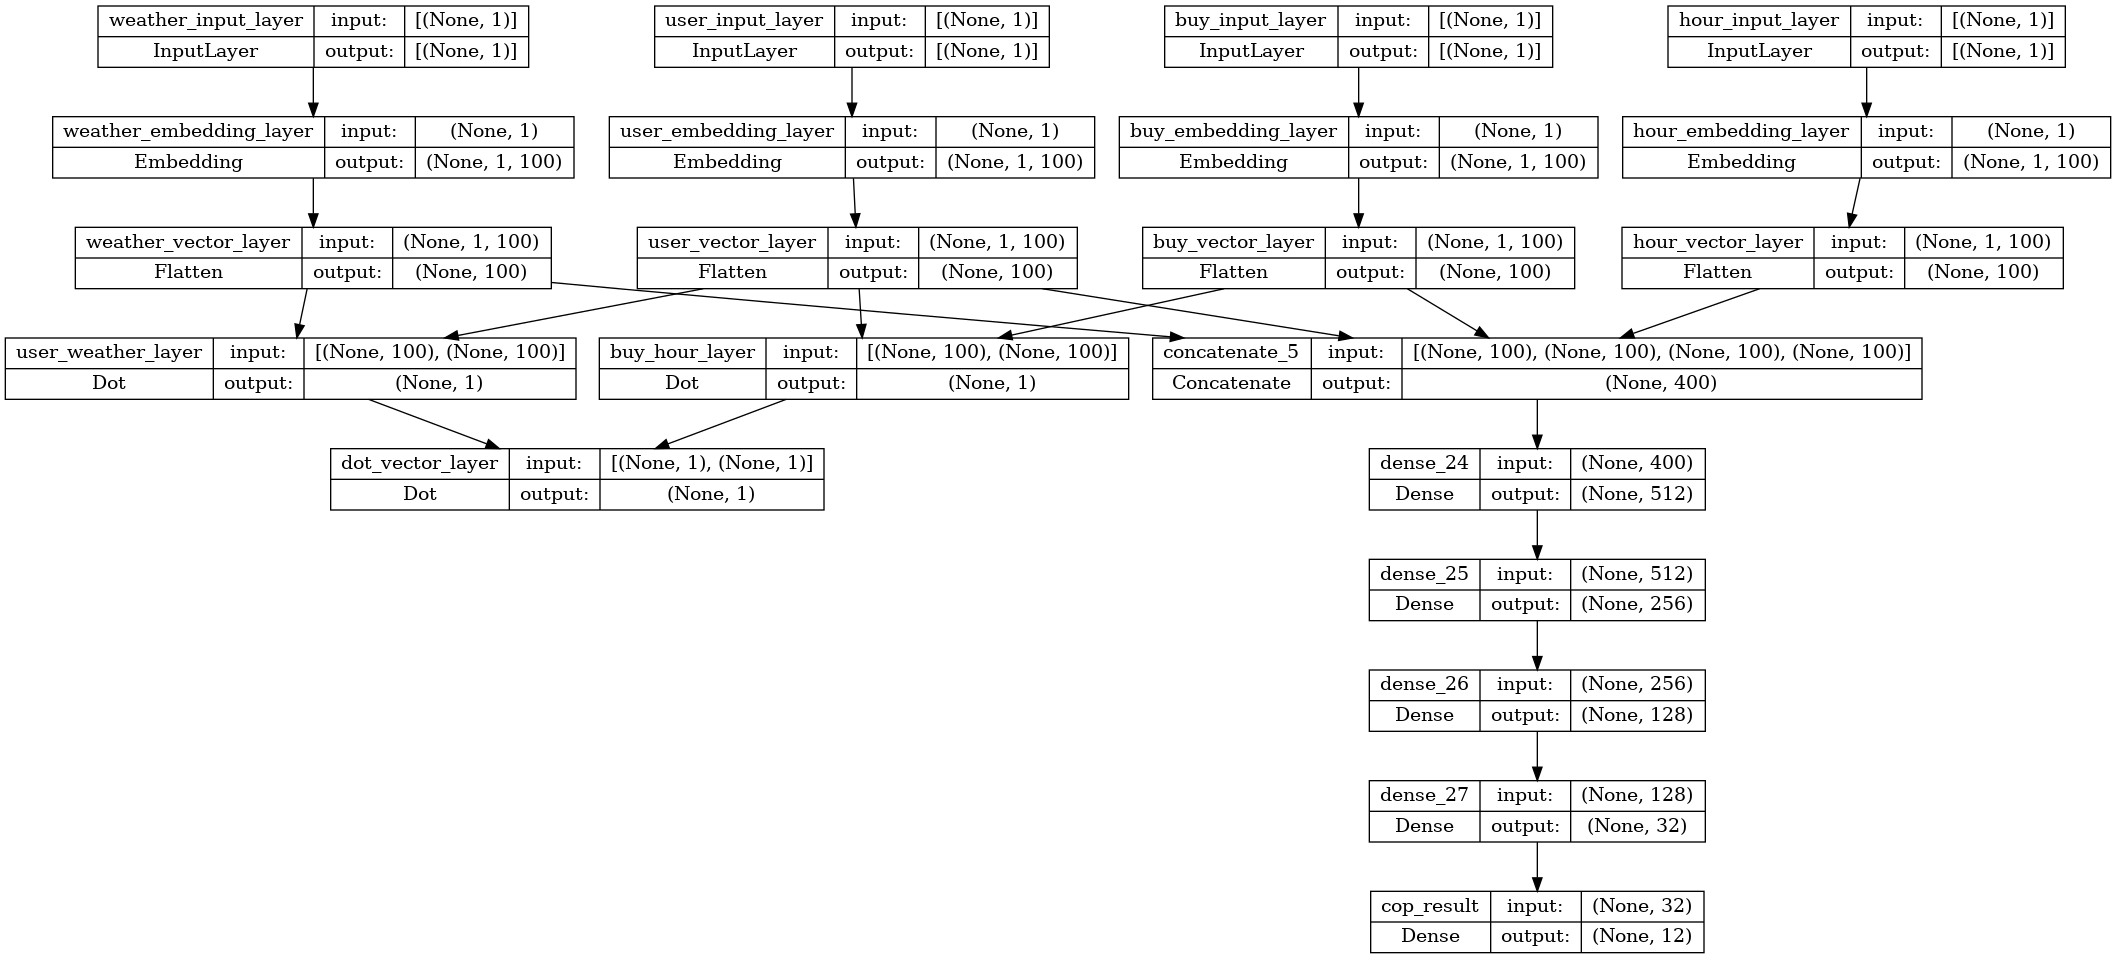 weather_input_layer input: [(None, 1)]
InputLayer output: [(None, 1)]
user_input_layer input: [(None, 1)]
InputLayer output: [(None, 1)]
buy_input_layer input: [(None, 1)]
InputLayer output: [(None, 1)]
hour_input_layer input: [(None, 1)]
InputLayer output: [(None, 1)]
weather_embedding_layer input: (None, 1)
Embedding output: (None, 1, 100)
user_embedding_layer input: (None, 1)
Embedding output: (None, 1, 100)
buy_embedding_layer input: (None, 1)
Embedding output: (None, 1, 100)
hour_embedding_layer input: (None, 1)
Embedding output: (None, 1, 100)
weather_vector_layer input: (None, 1, 100)
Flatten output: (None, 100)
user_vector_layer input: (None, 1, 100)
Flatten output: (None, 100)
buy_vector_layer input: (None, 1, 100)
Flatten output: (None, 100)
hour_vector_layer input: (None, 1, 100)
Flatten output: (None, 100)
user_weather_layer input: [(None, 100), (None, 100)]
Dot output: (None, 1)
buy_hour_layer input: [(None, 100), (None, 100)]
Dot output: (None, 1)
concatenate_5 input: [(None, 100), (None, 100), (None, 100), (None, 100)]
Concatenate output: (None, 400)
dot_vector_layer input: [(None, 1), (None, 1)]
Dot output: (None, 1)
dense_24 input: (None, 400)
Dense output: (None, 512)
dense_25 input: (None, 512)
Dense output: (None, 256)
dense_26 input: (None, 256)
Dense output: (None, 128)
dense_27 input: (None, 128)
Dense output: (None, 32)
cop_result input: (None, 32)
Dense output: (None, 12)